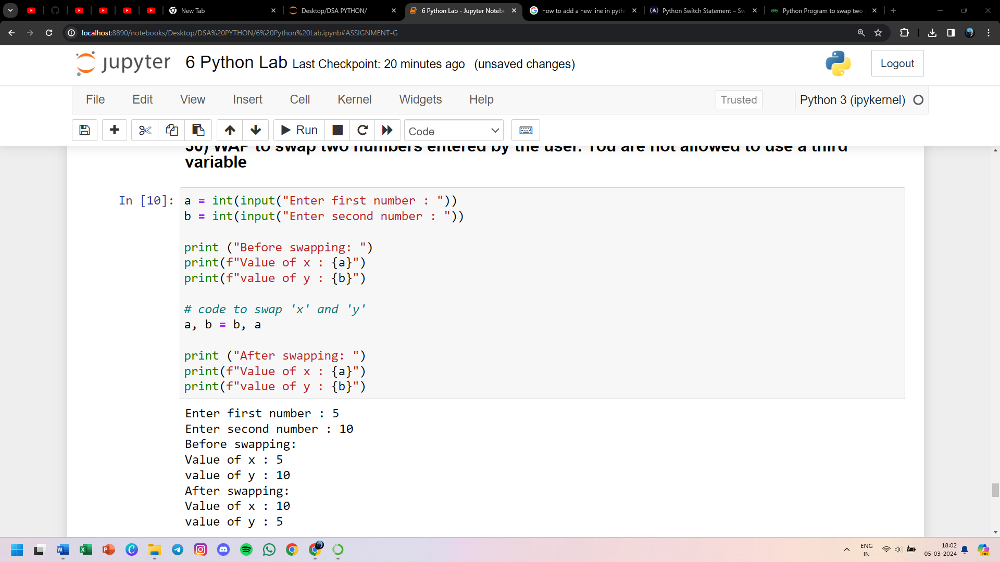 New Tab
Desktop/DSA PYTHON/
6 Python Lab - Jupyter Notebo
how to add a new line in pytho
Python Switch Statement – Sw
Python Program to swap two
localhost:8890/notebooks/Desktop/DSA%20PYTHON/6%20Python%20Lab.ipynb#ASSIGNMENT-G
jupyter 6 Python Lab Last Checkpoint: 20 minutes ago (unsaved changes)
Logout
File Edit View Insert Cell Kernel Widgets Help
Trusted
Python 3 (ipykernel)
Run
Code
30) WAP to swap two numbers entered by the user. You are not allowed to use a third
variable
In [10]:
a = int(input("Enter first number : "))
b = int(input("Enter second number : "))
print ("Before swapping: ")
print(f"Value of x : {a}")
print(f"value of y : {b}")
# code to swap 'x' and 'y'
a, b = b, a
print ("After swapping: ")
print(f"Value of x : {a}")
print(f"value of y : {b}")
Enter first number : 5
Enter second number : 10
Before swapping:
Value of x : 5
value of y : 10
After swapping:
Value of x : 10
value of y : 5
ENG
IN
18:02
05-03-2024